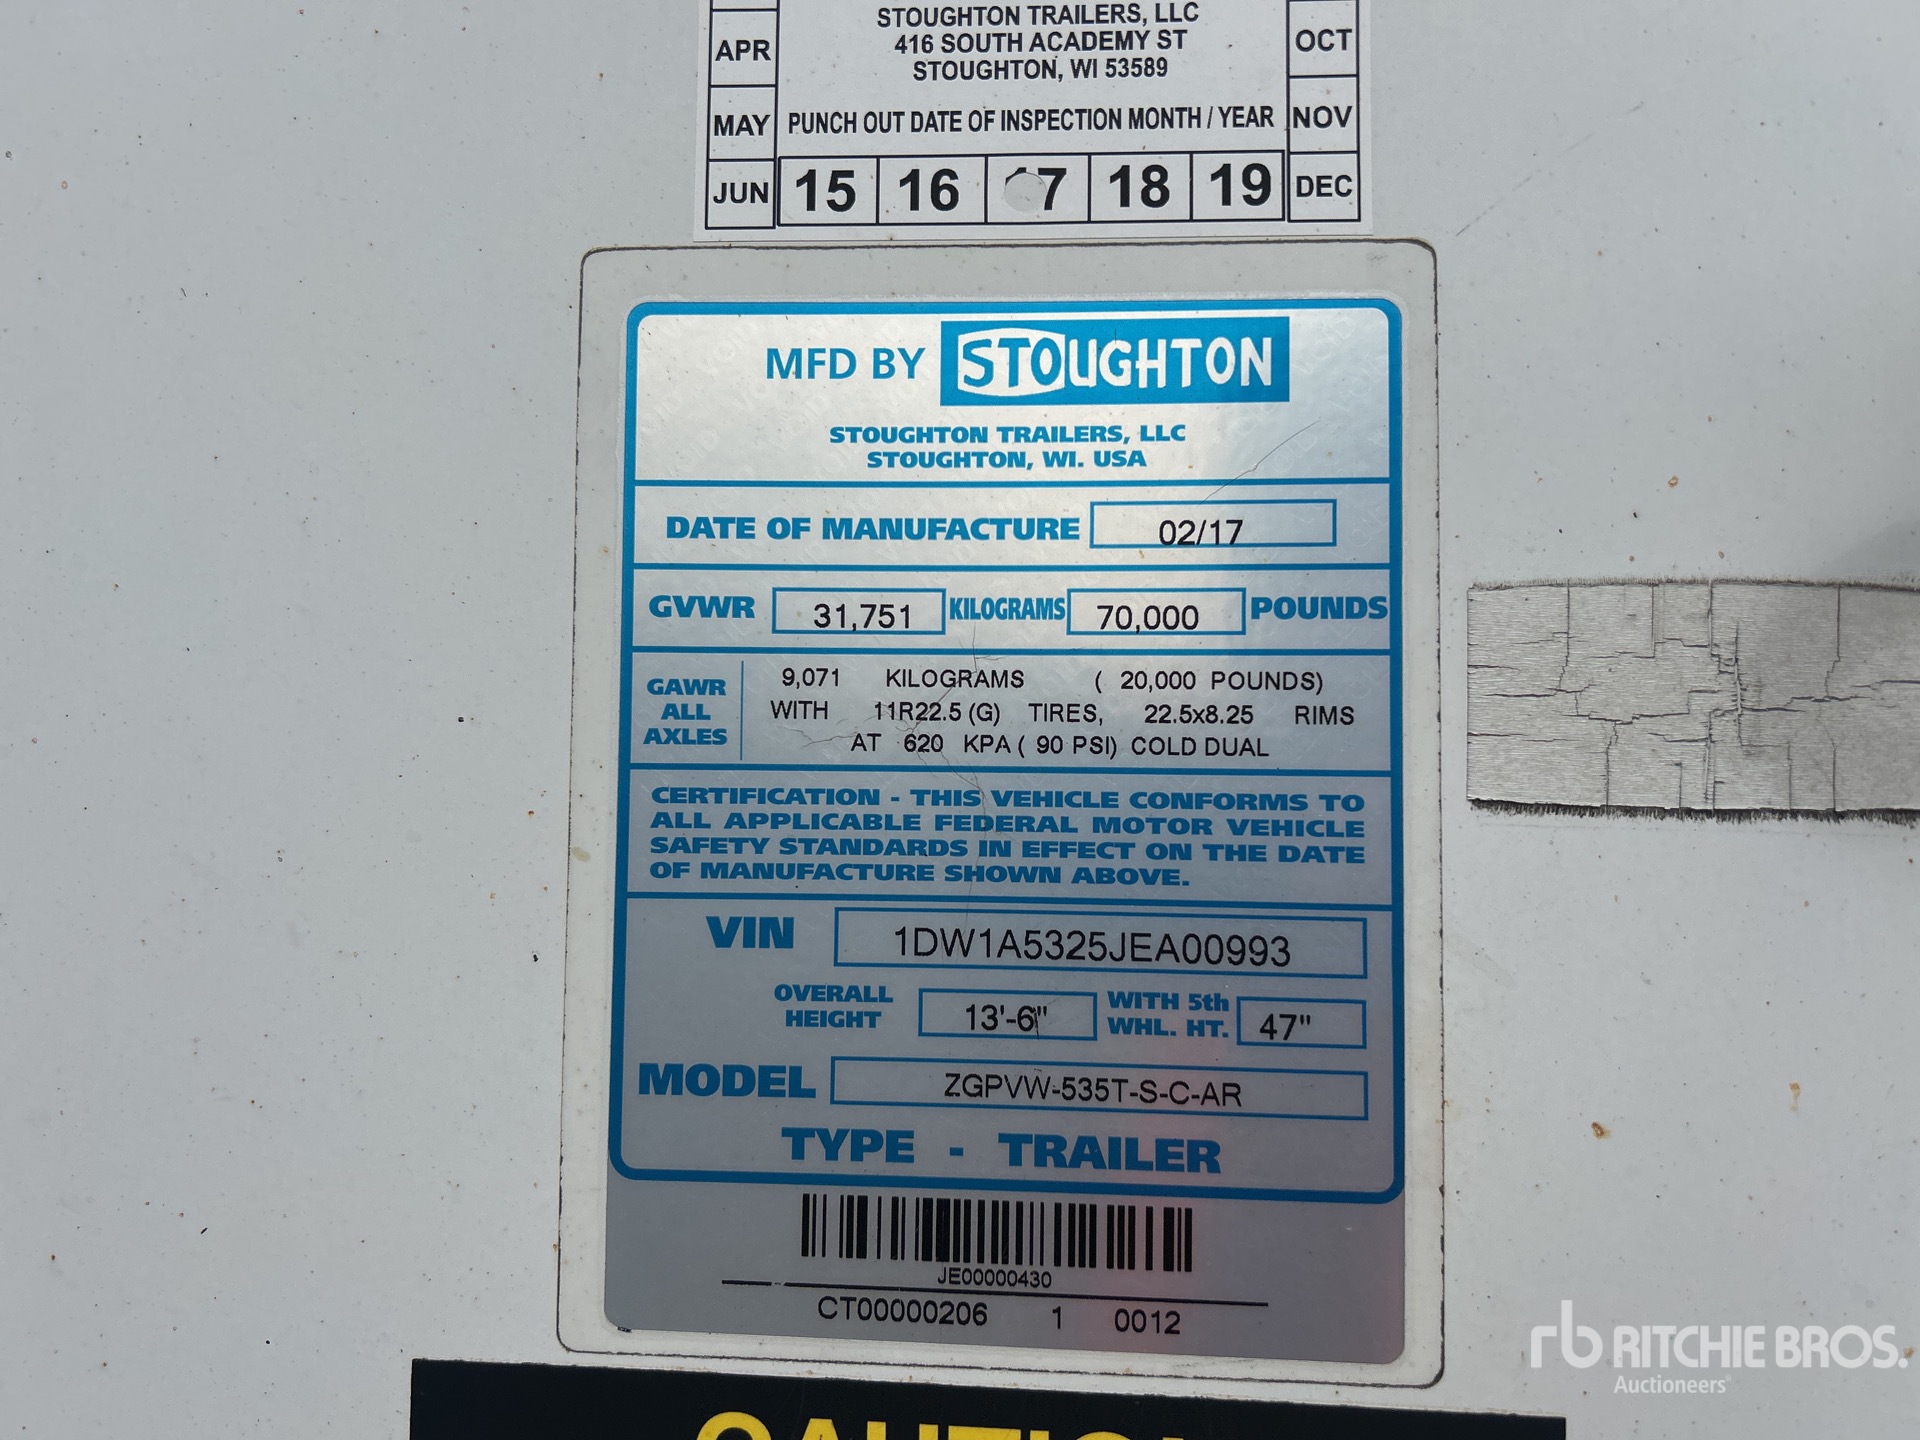 STOUGHTON TRAILERS, LLC
416 SOUTH ACADEMY ST
STOUGHTON, WI 53589
APR
OCT
MAY
PUNCH OUT DATE OF INSPECTION MONTH / YEAR
NOV
JUN 15 16 7 18 19 DEC
MFD BY STOUGHTON
STOUGHTON TRAILERS, LLC
STOUGHTON, WI. USA
DATE OF MANUFACTURE 02/17
GVWR 31,751 KILOGRAMS 70,000 POUNDS
GAWR
ALL
AXLES
9,071 KILOGRAMS ( 20,000 POUNDS)
WITH 11R22.5 (G) TIRES, 22.5x8.25 RIMS
AT 620 KPA ( 90 PSI) COLD DUAL
CERTIFICATION - THIS VEHICLE CONFORMS TO
ALL APPLICABLE FEDERAL MOTOR VEHICLE
SAFETY STANDARDS IN EFFECT ON THE DATE
OF MANUFACTURE SHOWN ABOVE.
VIN 1DW1A5325JEA00993
OVERALL
HEIGHT
13'-6"
WITH 5th
WHL. HT.
47"
MODEL ZGPVW-535T-S-C-AR
TYPE - TRAILER
JE00000430
CT00000206 1 0012
rb RITCHIE BROS.
Auctioneers